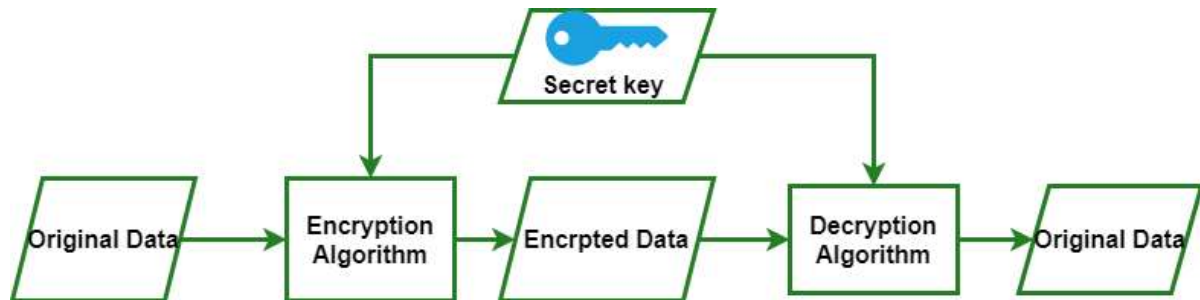 Secret key
Original Data
Encryption
Algorithm
Encrpted Data
Decryption
Algorithm
Original Data